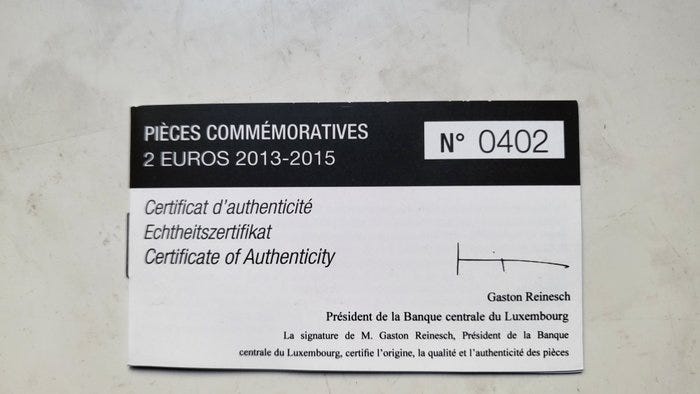 PIÈCES COMMÉMORATIVES
2 EUROS 2013-2015
N° 0402
Certificat d'authenticité
Echtheitszertifikat
Certificate of Authenticity
Gaston Reinesch
Président de la Banque centrale du Luxembourg
La signature de M. Gaston Reinesch, Président de la Banque
centrale du Luxembourg, certifie l'origine, la qualité et l'authenticité des pièces